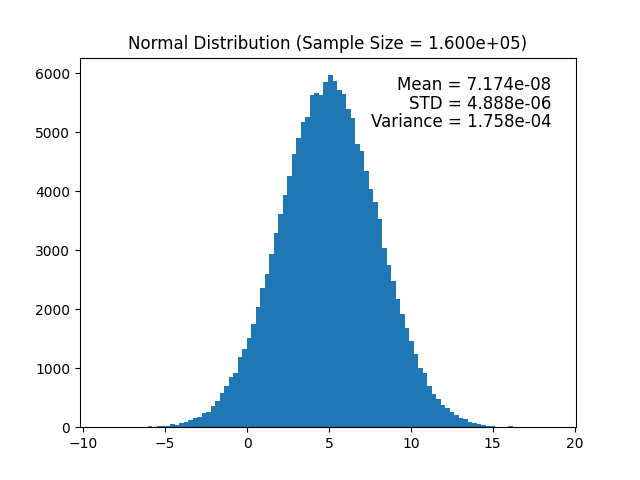 Normal Distribution (Sample Size = 1.600e+05)
Mean = 7.174e-08
STD = 4.888e-06
Variance = 1.758e-04
6000
5000
4000
3000
2000
1000
0
−10 −5 0 5 10 15 20